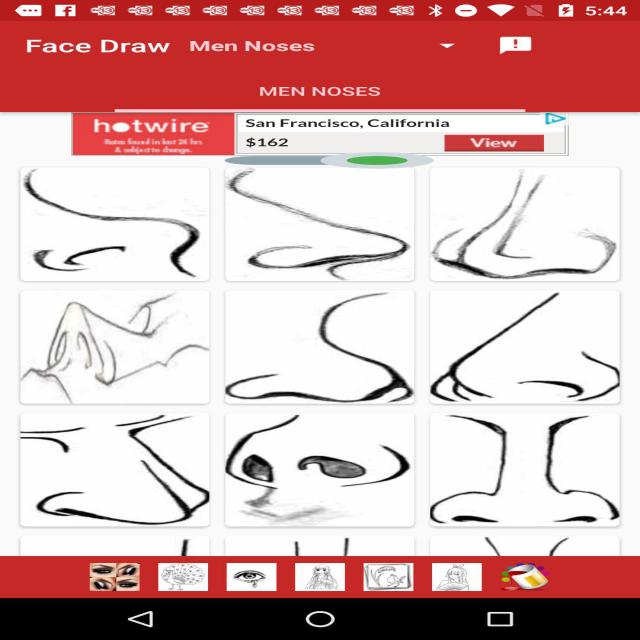 5:44
Face Draw Men Noses
MEN NOSES
hotwire
San Francisco, California
Rates found in last 24 hrs
& subject to change.
$162
View